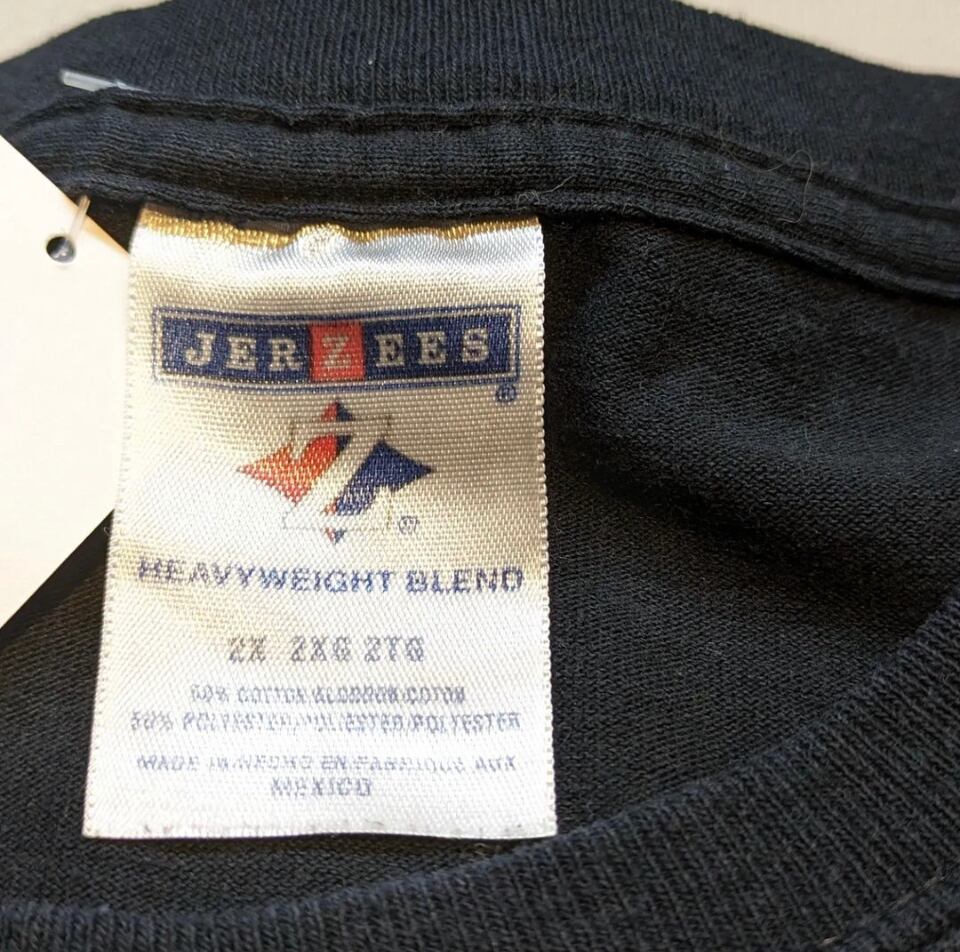 JERZEES
®
®
HEAVYWEIGHT BLEND
2X 2XG 2TG
50% COTTON/ALGODON/COTON
50% POLYESTER/POLIESTER/POLYESTER
MADE IN/HECHO EN/FABRIQUE AUX
MEXICO